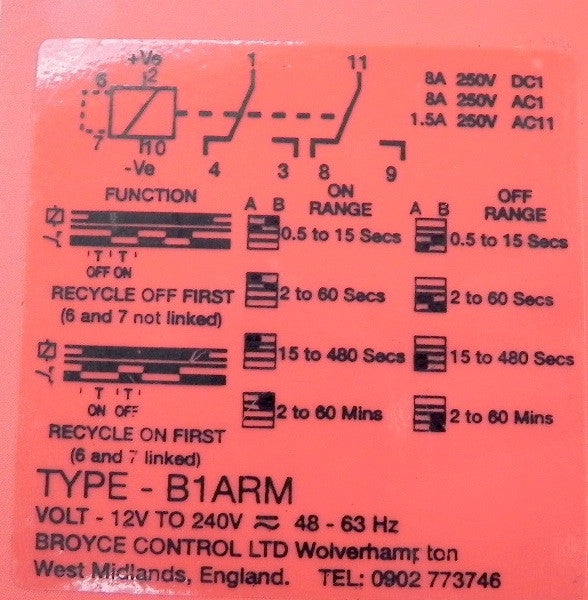 +Ve
6 2 1 11
8A 250V DC1
8A 250V AC1
1.5A 250V AC11
7 10
-Ve
4 3 8 9
FUNCTION
ON
RANGE
OFF
RANGE
A B
A B
0.5 to 15 Secs
0.5 to 15 Secs
T T
OFF ON
RECYCLE OFF FIRST
(6 and 7 not linked)
2 to 60 Secs
2 to 60 Secs
15 to 480 Secs
15 to 480 Secs
T T
ON OFF
RECYCLE ON FIRST
(6 and 7 linked)
2 to 60 Mins
2 to 60 Mins
TYPE - B1ARM
VOLT - 12V TO 240V ≂ 48 - 63 Hz
BROYCE CONTROL LTD Wolverhampton
West Midlands, England. TEL: 0902 773746